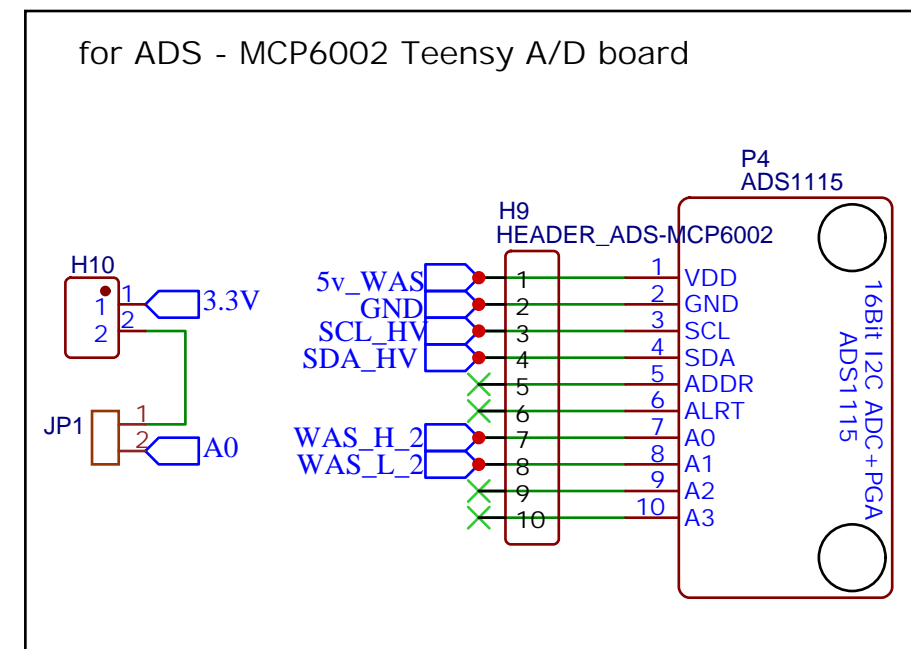 for ADS - MCP6002 Teensy A/D board
P4
ADS1115
H9
HEADER_ADS-MCP6002
H10
1 1 3.3V
2 2
JP1
1
2 A0
5v_WAS 1 1 VDD
GND 2 2 GND
SCL_HV 3 3 SCL
SDA_HV 4 4 SDA
5 5 ADDR
6 6 ALRT
WAS_H_2 7 7 A0
WAS_L_2 8 8 A1
9 9 A2
10 10 A3
16Bit I2C ADC+PGA
ADS1115